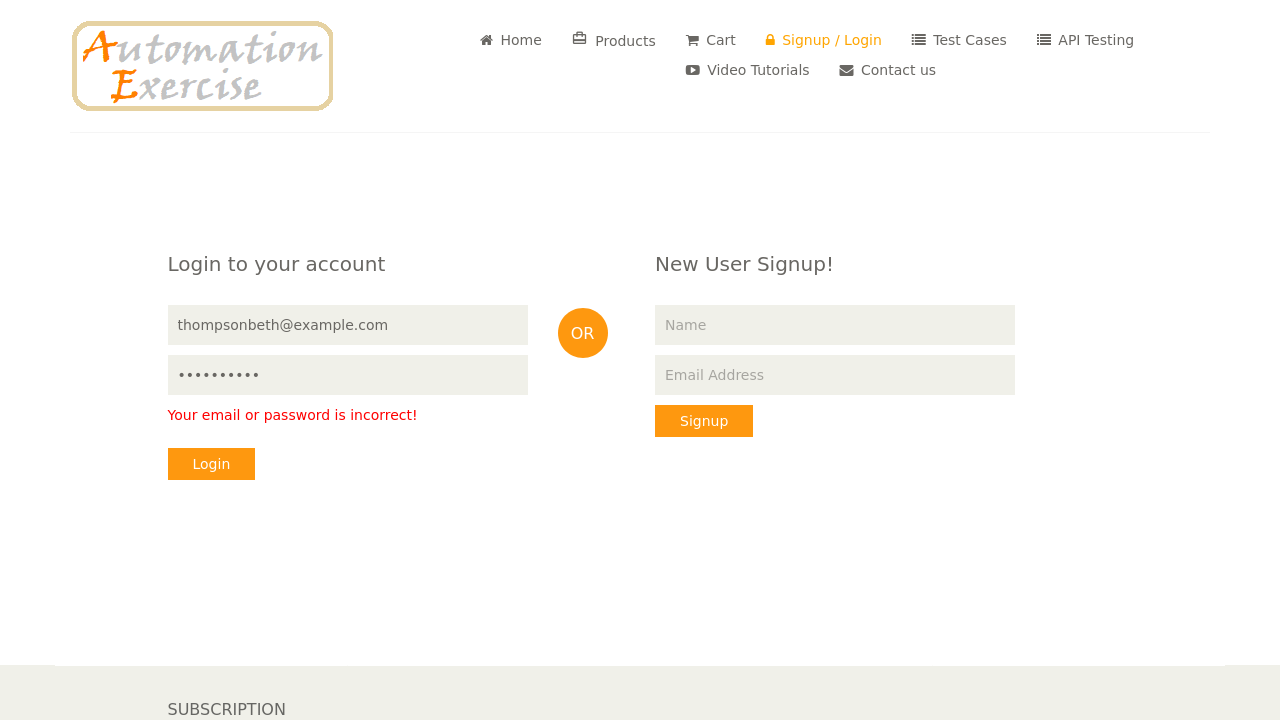 Automation
Exercise
Home Products Cart Signup / Login Test Cases API Testing
Video Tutorials Contact us
Login to your account
thompsonbeth@example.com
••••••••••
Your email or password is incorrect!
Login
OR
New User Signup!
Name
Email Address
Signup
SUBSCRIPTION